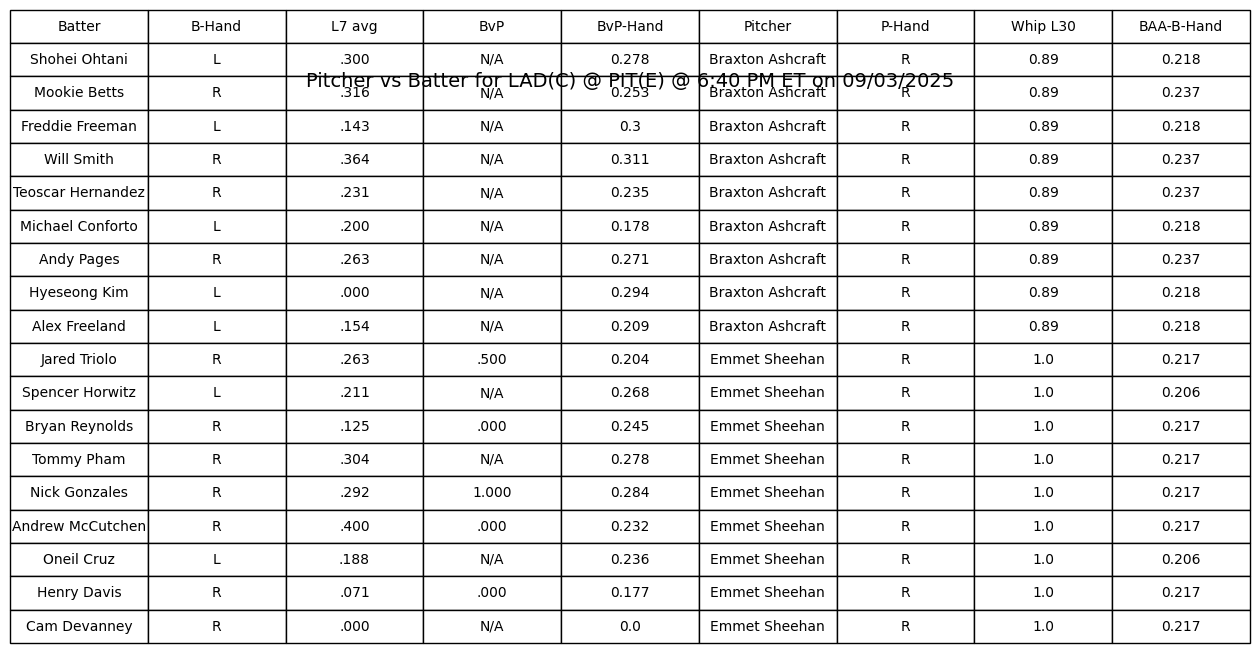 Batter B-Hand L7 avg BvP BvP-Hand Pitcher P-Hand Whip L30 BAA-B-Hand
Shohei Ohtani L .300 N/A 0.278 Braxton Ashcraft R 0.89 0.218
Pitcher vs Batter for LAD(C) @ PIT(E) @ 6:40 PM ET on 09/03/2025
Mookie Betts R .316 N/A 0.253 Braxton Ashcraft R 0.89 0.237
Freddie Freeman L .143 N/A 0.3 Braxton Ashcraft R 0.89 0.218
Will Smith R .364 N/A 0.311 Braxton Ashcraft R 0.89 0.237
Teoscar Hernandez R .231 N/A 0.235 Braxton Ashcraft R 0.89 0.237
Michael Conforto L .200 N/A 0.178 Braxton Ashcraft R 0.89 0.218
Andy Pages R .263 N/A 0.271 Braxton Ashcraft R 0.89 0.237
Hyeseong Kim L .000 N/A 0.294 Braxton Ashcraft R 0.89 0.218
Alex Freeland L .154 N/A 0.209 Braxton Ashcraft R 0.89 0.218
Jared Triolo R .263 .500 0.204 Emmet Sheehan R 1.0 0.217
Spencer Horwitz L .211 N/A 0.268 Emmet Sheehan R 1.0 0.206
Bryan Reynolds R .125 .000 0.245 Emmet Sheehan R 1.0 0.217
Tommy Pham R .304 N/A 0.278 Emmet Sheehan R 1.0 0.217
Nick Gonzales R .292 1.000 0.284 Emmet Sheehan R 1.0 0.217
Andrew McCutchen R .400 .000 0.232 Emmet Sheehan R 1.0 0.217
Oneil Cruz L .188 N/A 0.236 Emmet Sheehan R 1.0 0.206
Henry Davis R .071 .000 0.177 Emmet Sheehan R 1.0 0.217
Cam Devanney R .000 N/A 0.0 Emmet Sheehan R 1.0 0.217